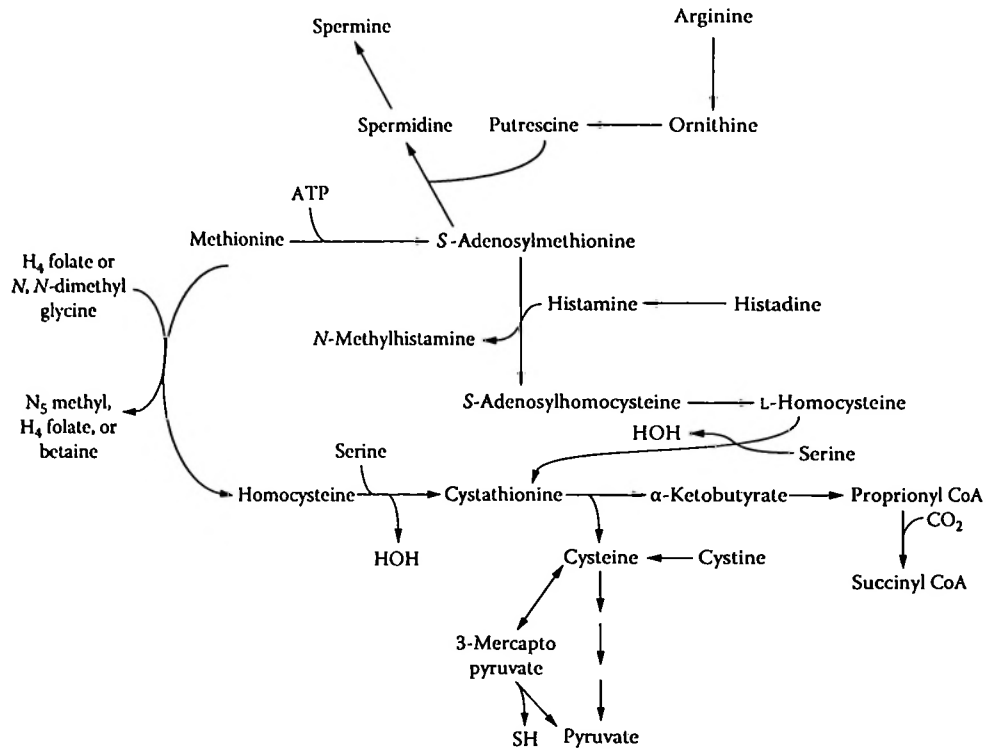 Spermine
Arginine
Spermidine
Putrescine
Ornithine
ATP
Methionine
S-Adenosylmethionine
H₄ folate or
N, N-dimethyl
glycine
Histamine
Histadine
N-Methylhistamine
N₅ methyl,
H₄ folate, or
betaine
S-Adenosylhomocysteine
L-Homocysteine
HOH
Serine
Serine
Homocysteine
Cystathionine
α-Ketobutyrate
Proprionyl CoA
CO₂
HOH
Cysteine
Cystine
Succinyl CoA
3-Mercapto
pyruvate
SH
Pyruvate